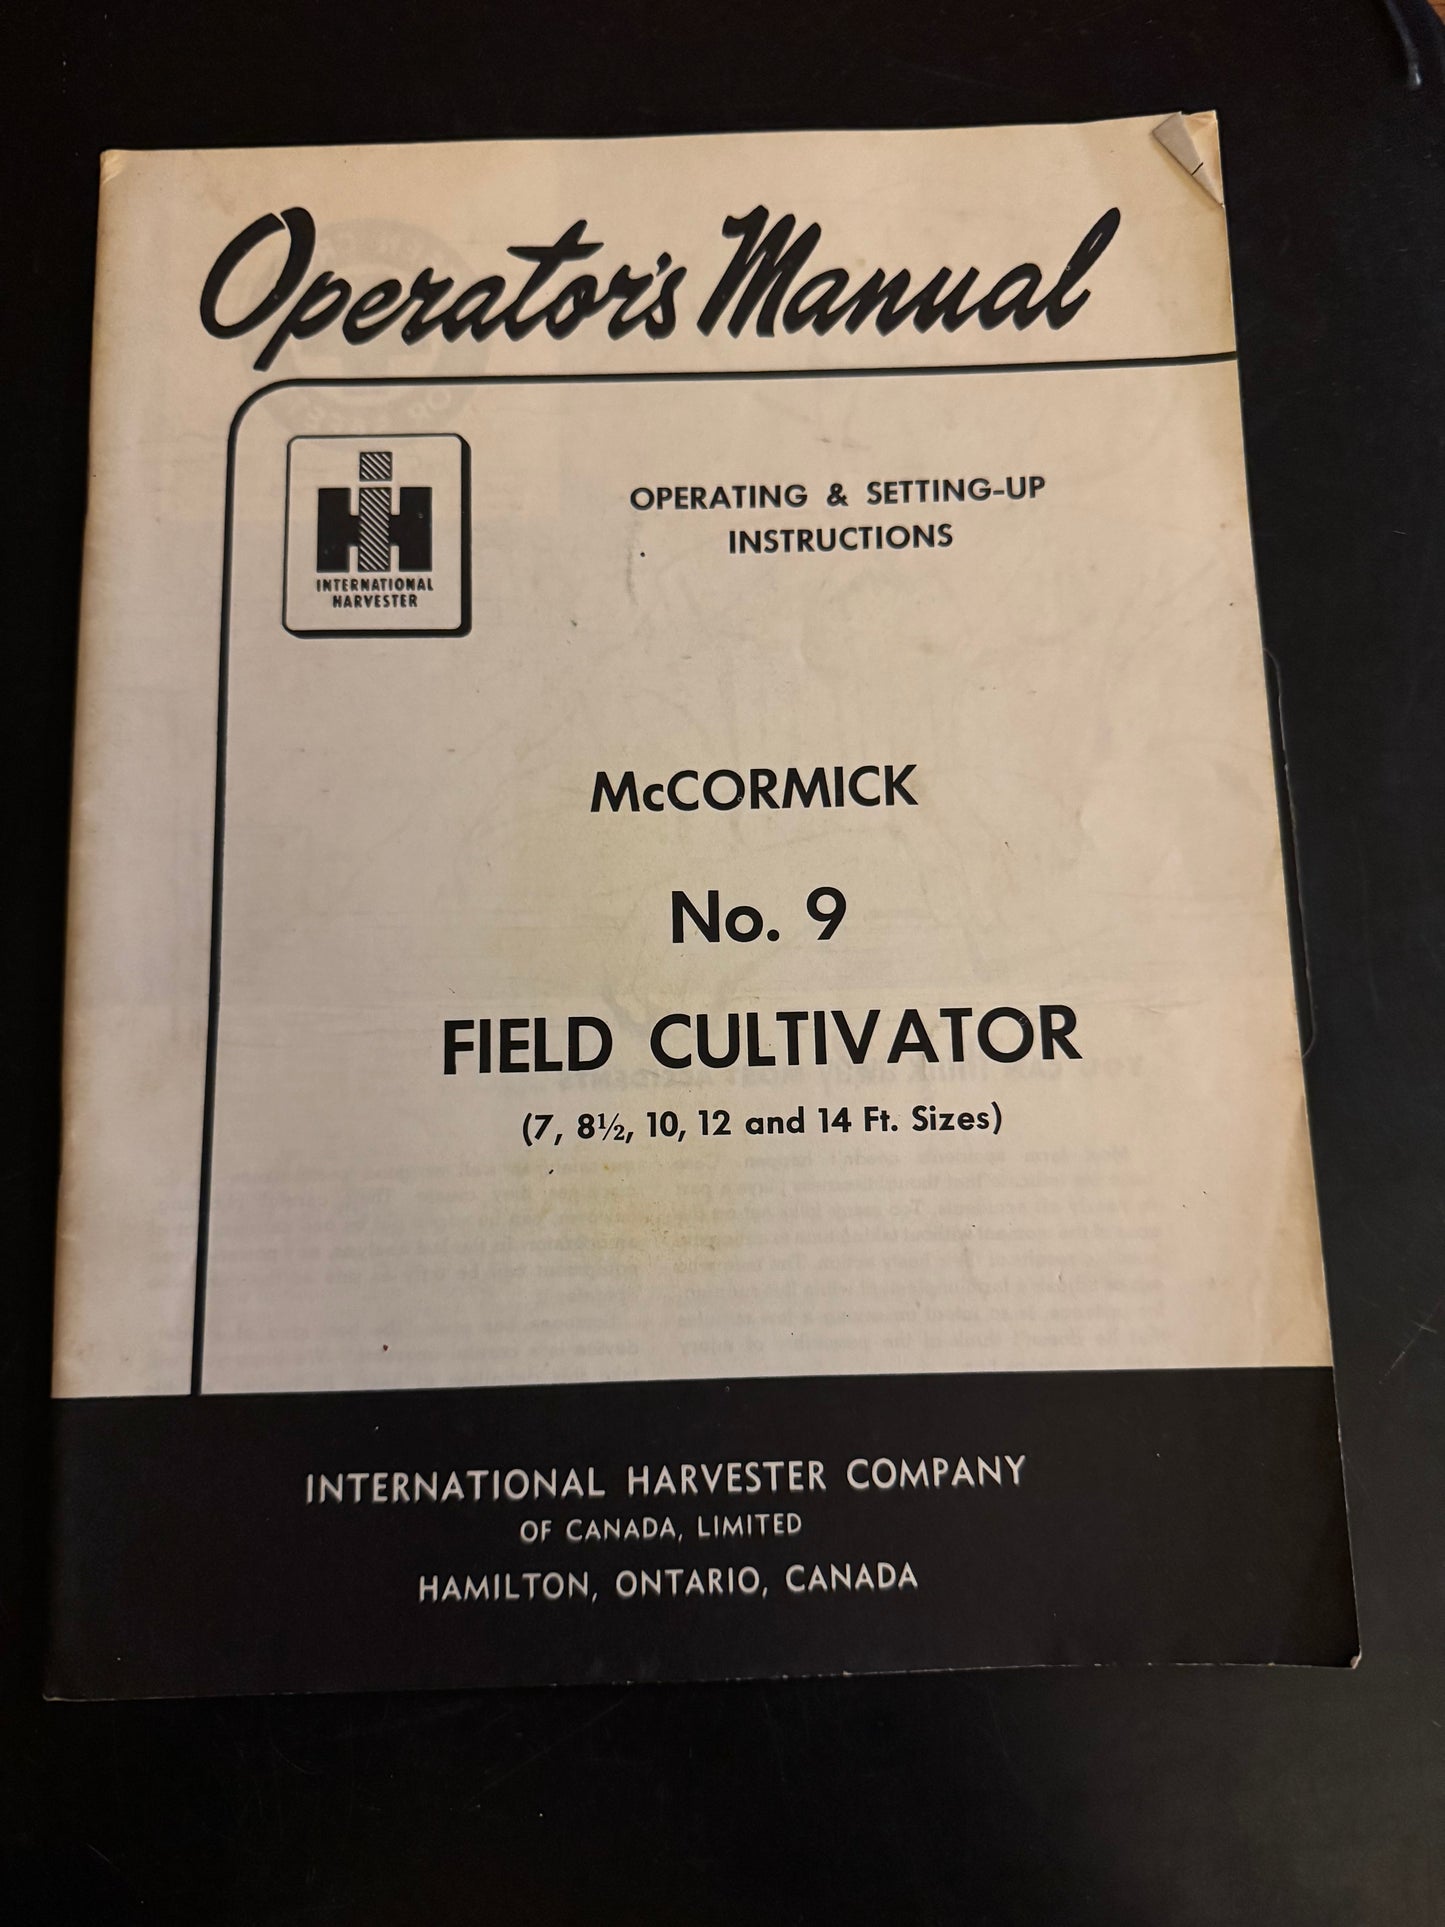 Operator's Manual
INTERNATIONAL
HARVESTER
OPERATING & SETTING-UP
INSTRUCTIONS
McCORMICK
No. 9
FIELD CULTIVATOR
(7, 8½, 10, 12 and 14 Ft. Sizes)
INTERNATIONAL HARVESTER COMPANY
OF CANADA, LIMITED
HAMILTON, ONTARIO, CANADA